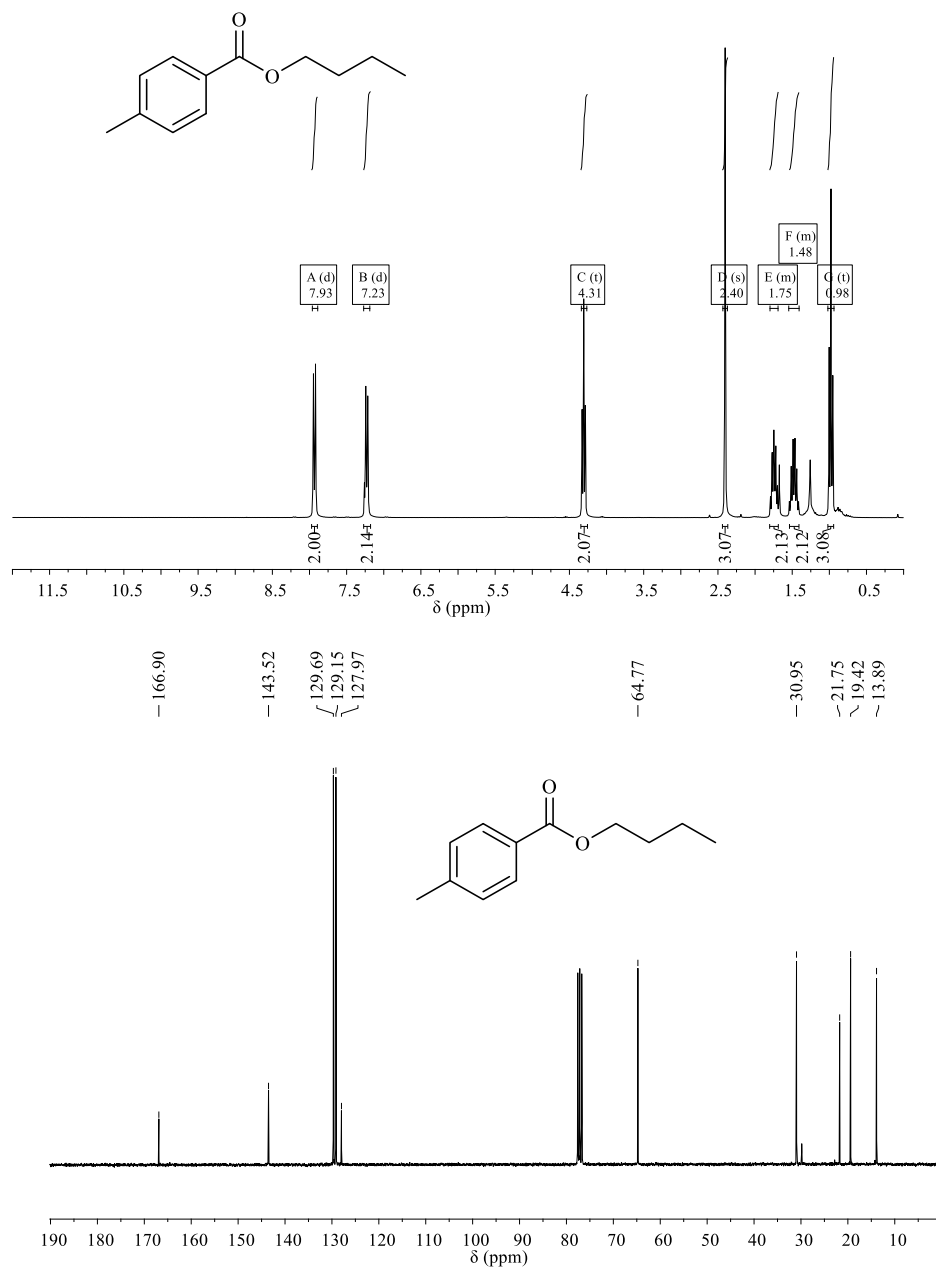 O
O
F (m)
1.48
A (d)
7.93
B (d)
7.23
C (t)
4.31
D (s)
2.40
E (m)
1.75
G (t)
0.98
2.00
2.14
2.07
3.07
2.13
2.12
3.08
11.5 10.5 9.5 8.5 7.5 6.5 5.5 4.5 3.5 2.5 1.5 0.5
δ (ppm)
166.90
143.52
129.69
129.15
127.97
64.77
30.95
21.75
19.42
13.89
O
O
190 180 170 160 150 140 130 120 110 100 90 80 70 60 50 40 30 20 10
δ (ppm)